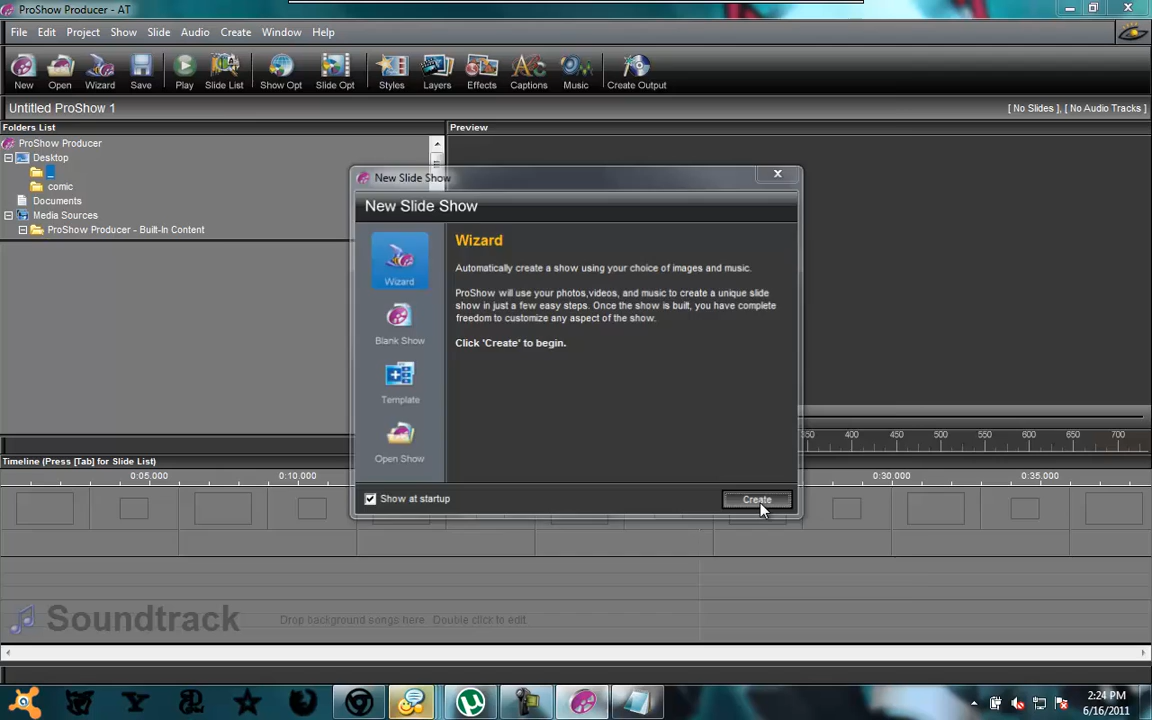 ProShow Producer - AT
File Edit Project Show Slide Audio Create Window Help
New Open Wizard Save Play Slide List Show Opt Slide Opt Styles Layers Effects Captions Music Create Output
Untitled ProShow 1 [ No Slides ], [ No Audio Tracks ]
Folders List Preview
ProShow Producer
Desktop
_
comic
Documents
Media Sources
ProShow Producer - Built-In Content
New Slide Show
New Slide Show
Wizard
Blank Show
Template
Open Show
Wizard
Automatically create a show using your choice of images and music.
ProShow will use your photos,videos, and music to create a unique slide
show in just a few easy steps. Once the show is built, you have complete
freedom to customize any aspect of the show.
Click 'Create' to begin.
Show at startup Create
400 450 500 550 600 650 700
Timeline (Press [Tab] for Slide List)
0:05.000 0:10.000 0:30.000 0:35.000
Soundtrack Drop background songs here. Double click to edit.
2:24 PM
6/16/2011